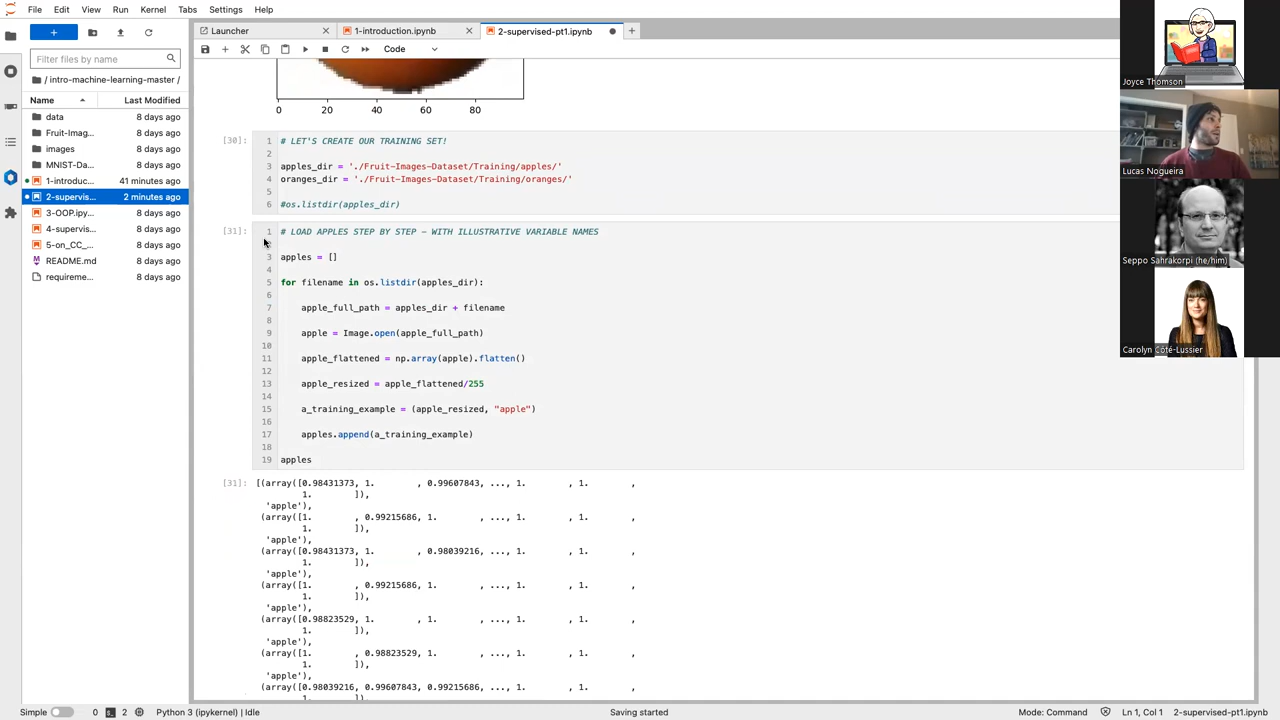 File Edit View Run Kernel Tabs Settings Help
Launcher
1-introduction.ipynb
2-supervised-pt1.ipynb
Code
Filter files by name
/ intro-machine-learning-master /
Name Last Modified
data 8 days ago
Fruit-Imag... 8 days ago
images 8 days ago
MNIST-Da... 8 days ago
1-introduc... 41 minutes ago
2-supervis... 2 minutes ago
3-OOP.ipy... 8 days ago
4-supervis... 8 days ago
5-on_CC_... 8 days ago
README.md 8 days ago
requireme... 8 days ago
0 20 40 60 80
[30]:
1 # LET'S CREATE OUR TRAINING SET!
2
3 apples_dir = './Fruit-Images-Dataset/Training/apples/'
4 oranges_dir = './Fruit-Images-Dataset/Training/oranges/'
5
6 #os.listdir(apples_dir)
[31]:
1 # LOAD APPLES STEP BY STEP - WITH ILLUSTRATIVE VARIABLE NAMES
3 apples = []
4
5 for filename in os.listdir(apples_dir):
6
7 apple_full_path = apples_dir + filename
8
9 apple = Image.open(apple_full_path)
10
11 apple_flattened = np.array(apple).flatten()
12
13 apple_resized = apple_flattened/255
14
15 a_training_example = (apple_resized, "apple")
16
17 apples.append(a_training_example)
18
19 apples
[31]: [(array([0.98431373, 1. , 0.99607843, ..., 1. , 1. ,
1. ]),
'apple'),
(array([1. , 0.99215686, 1. , ..., 1. , 1. ,
1. ]),
'apple'),
(array([0.98431373, 1. , 0.98039216, ..., 1. , 1. ,
1. ]),
'apple'),
(array([1. , 0.99215686, 1. , ..., 1. , 1. ,
1. ]),
'apple'),
(array([0.98823529, 1. , 1. , ..., 1. , 1. ,
1. ]),
'apple'),
(array([1. , 0.98823529, 1. , ..., 1. , 1. ,
1. ]),
'apple'),
(array([0.98039216, 0.99607843, 0.99215686, ..., 1. , 1. ,
Joyce Thomson
Lucas Nogueira
Seppo Sahrakorpi (he/him)
Carolyn Côté-Lussier
Simple 0 2 Python 3 (ipykernel) | Idle Saving started Mode: Command Ln 1, Col 1 2-supervised-pt1.ipynb